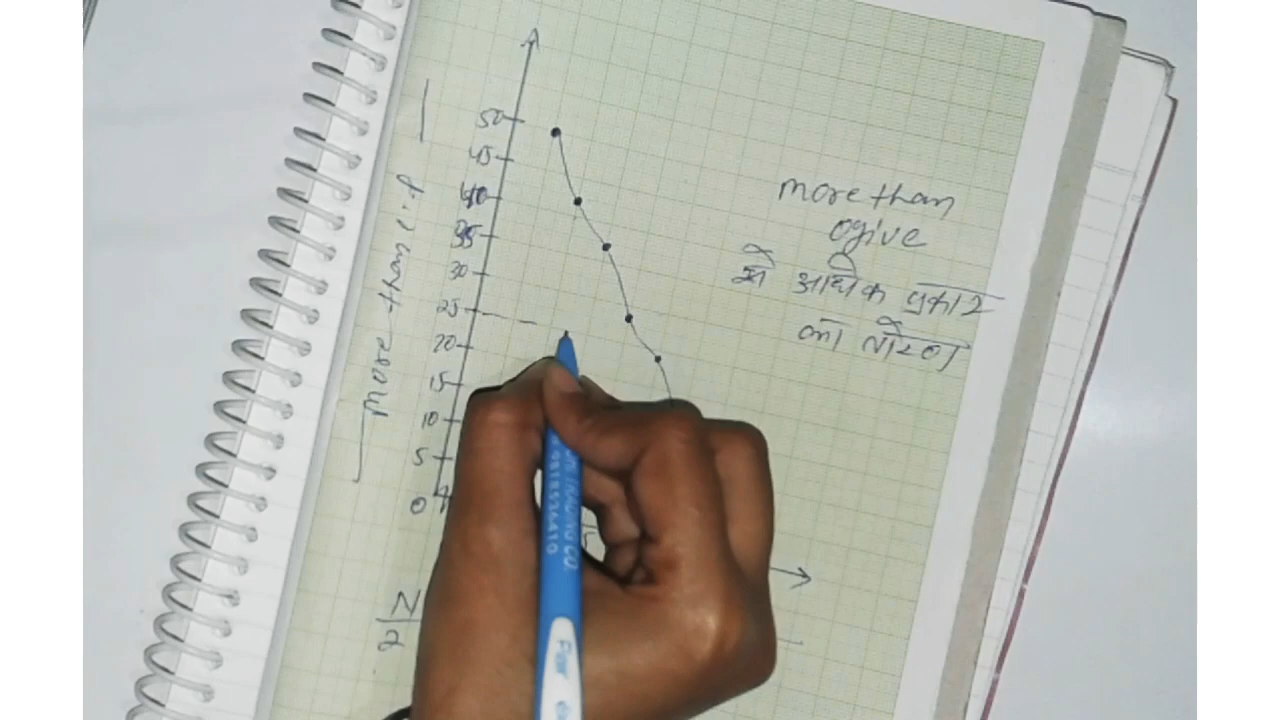 more than c.f
50
45
40
35
30
25
20
15
10
5
0
N/2
15
more than
ogive
से अधिक प्रकार
का तोरण